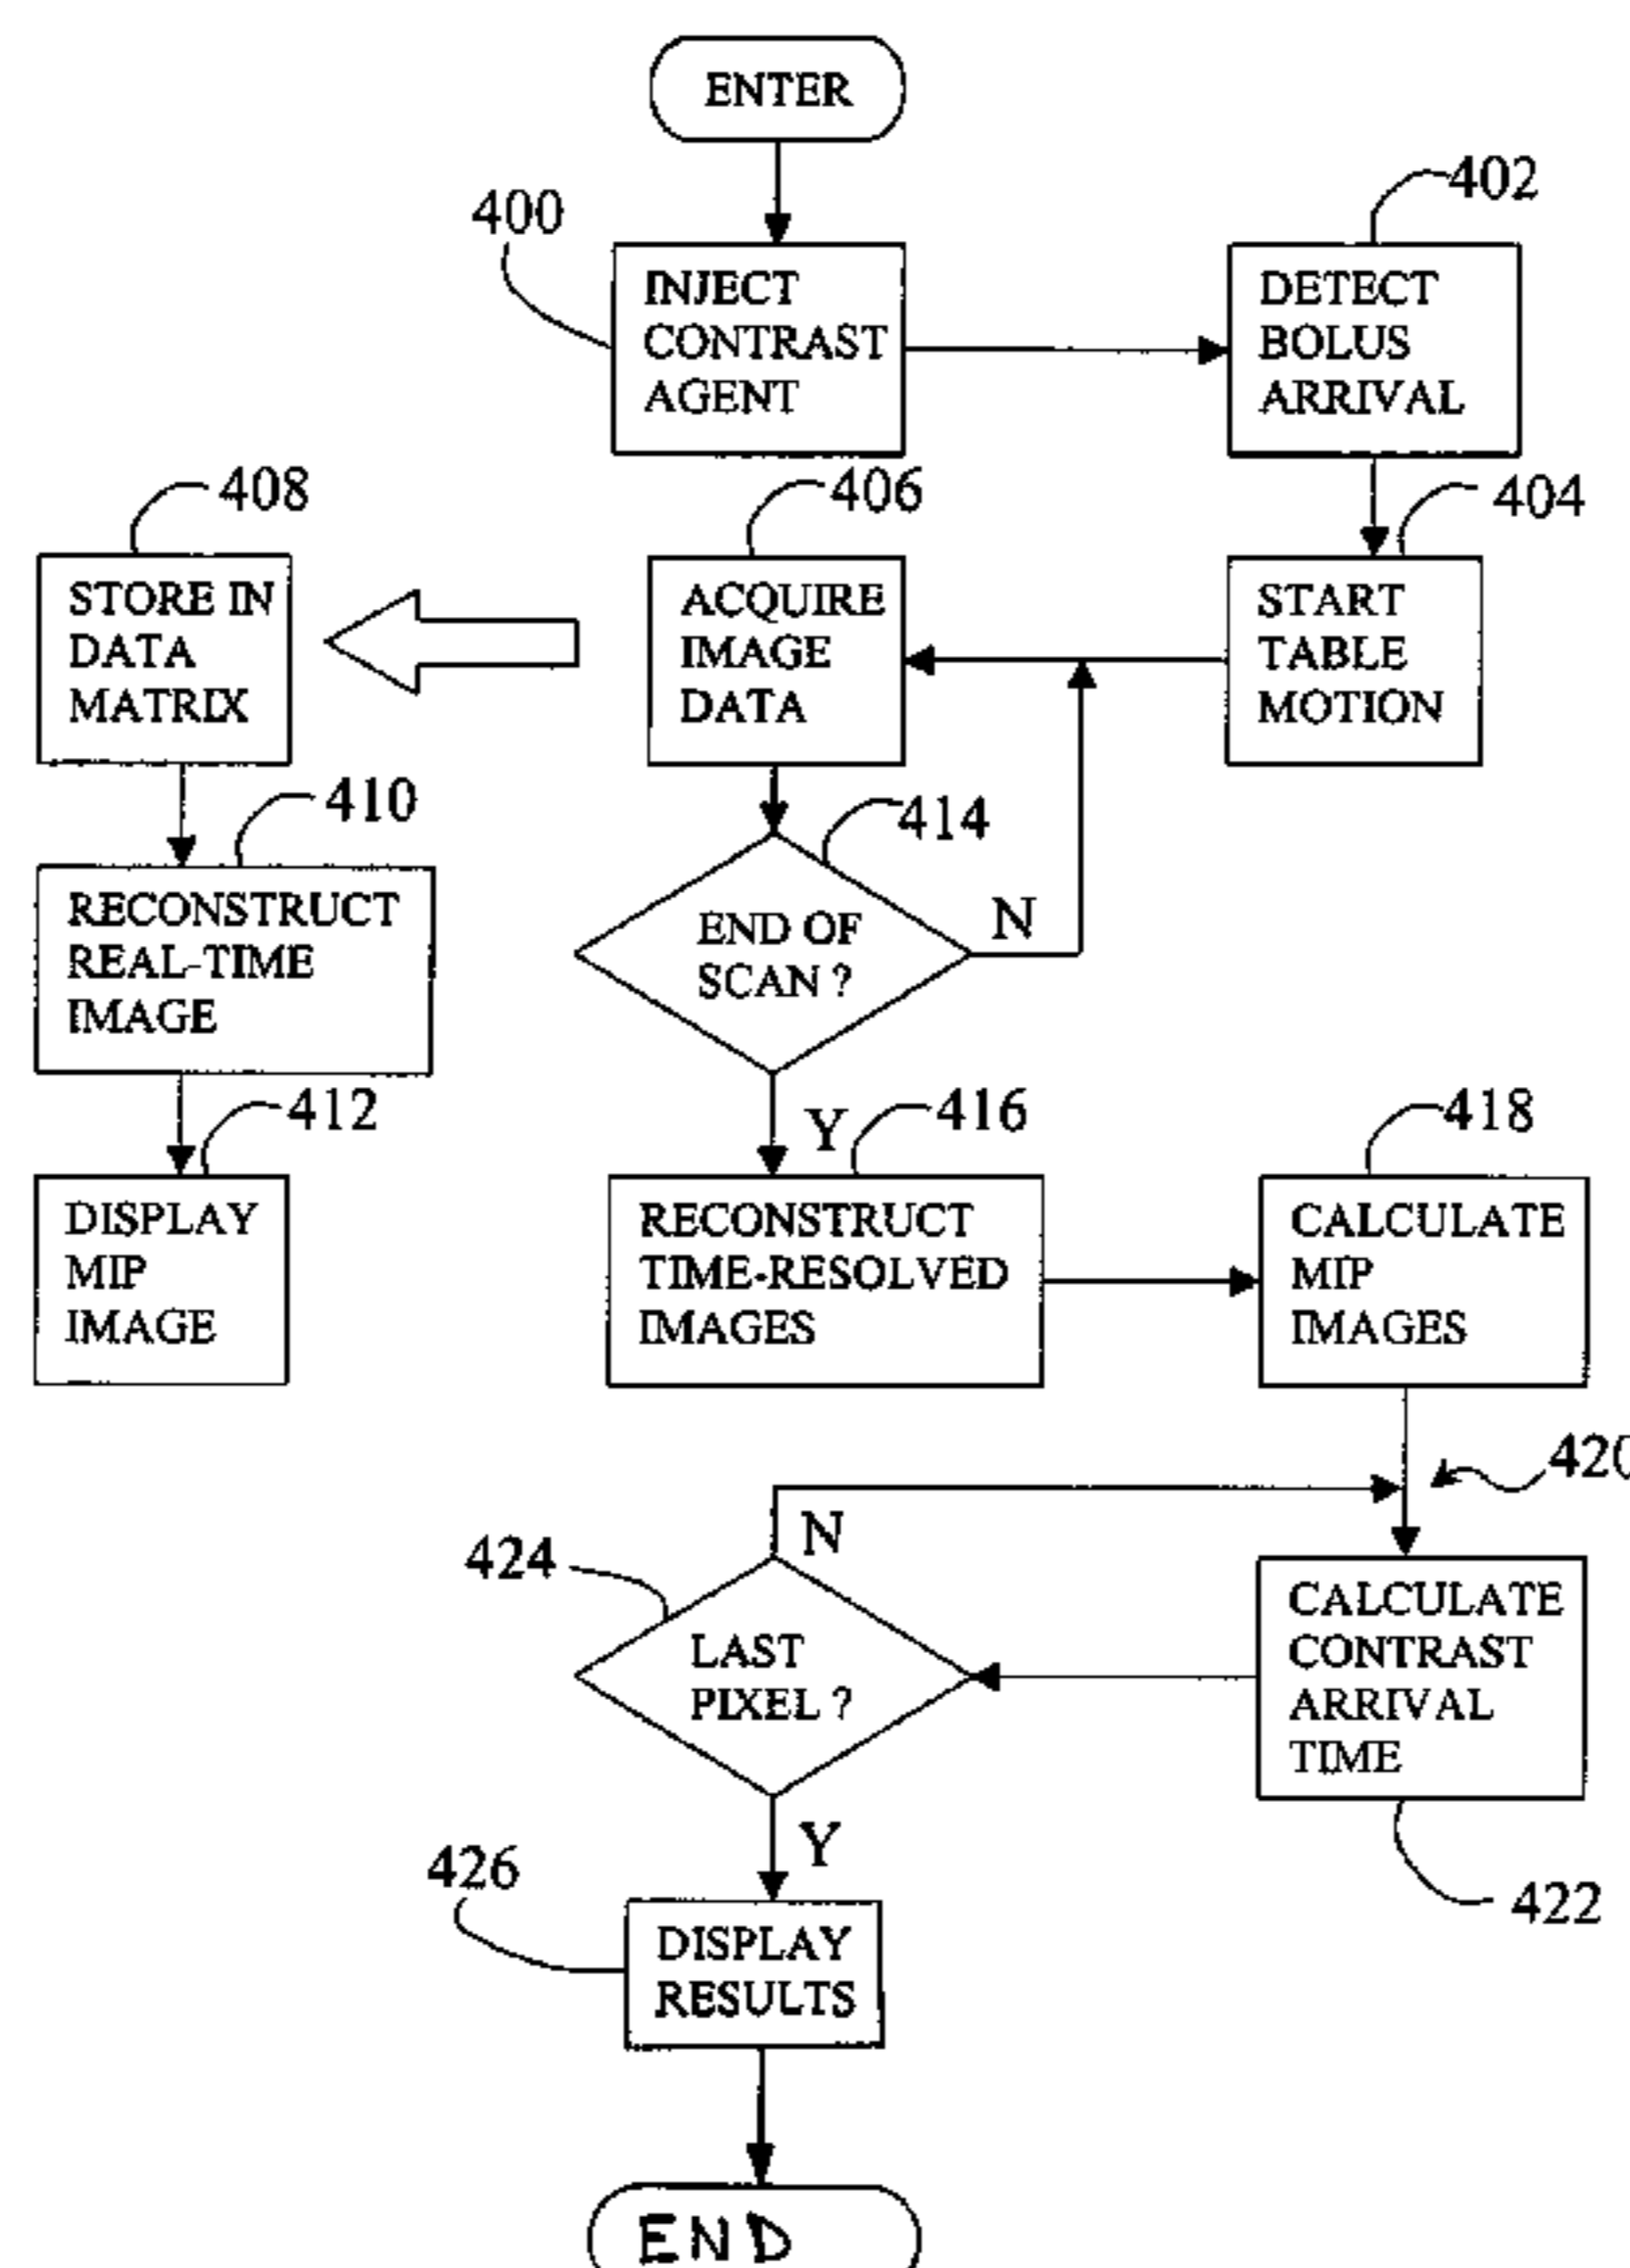 ENTER
400
402
INJECT
CONTRAST
AGENT
DETECT
BOLUS
ARRIVAL
408
406
404
STORE IN
DATA
MATRIX
ACQUIRE
IMAGE
DATA
START
TABLE
MOTION
410
414
RECONSTRUCT
REAL-TIME
IMAGE
END OF
SCAN ?
N
412
Y
416
418
DISPLAY
MIP
IMAGE
RECONSTRUCT
TIME-RESOLVED
IMAGES
CALCULATE
MIP
IMAGES
420
N
424
LAST
PIXEL ?
CALCULATE
CONTRAST
ARRIVAL
TIME
Y
426
422
DISPLAY
RESULTS
END